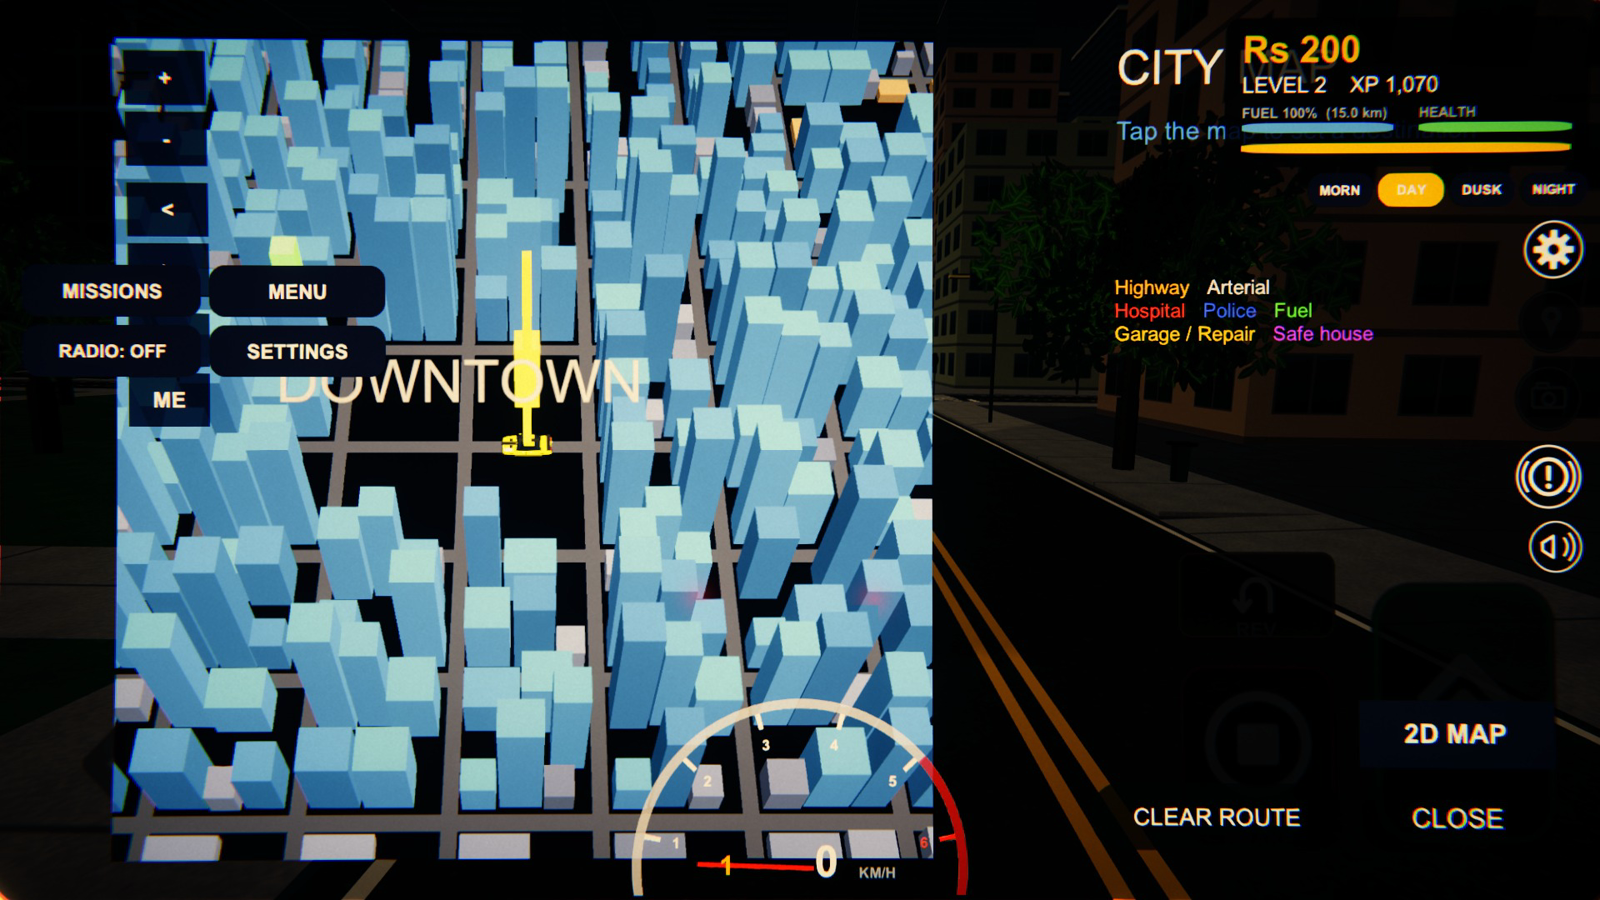 +
-
<
MISSIONS
MENU
RADIO: OFF
SETTINGS
DOWNTOWN
ME
CITY MAP
Rs 200
LEVEL 2 XP 1,070
FUEL 100% (15.0 km) HEALTH
Tap the m
MORN DAY DUSK NIGHT
Highway Arterial
Hospital Police Fuel
Garage / Repair Safe house
REV
2D MAP
CLEAR ROUTE
CLOSE
1
2
3
4
5
6
1
0
KM/H